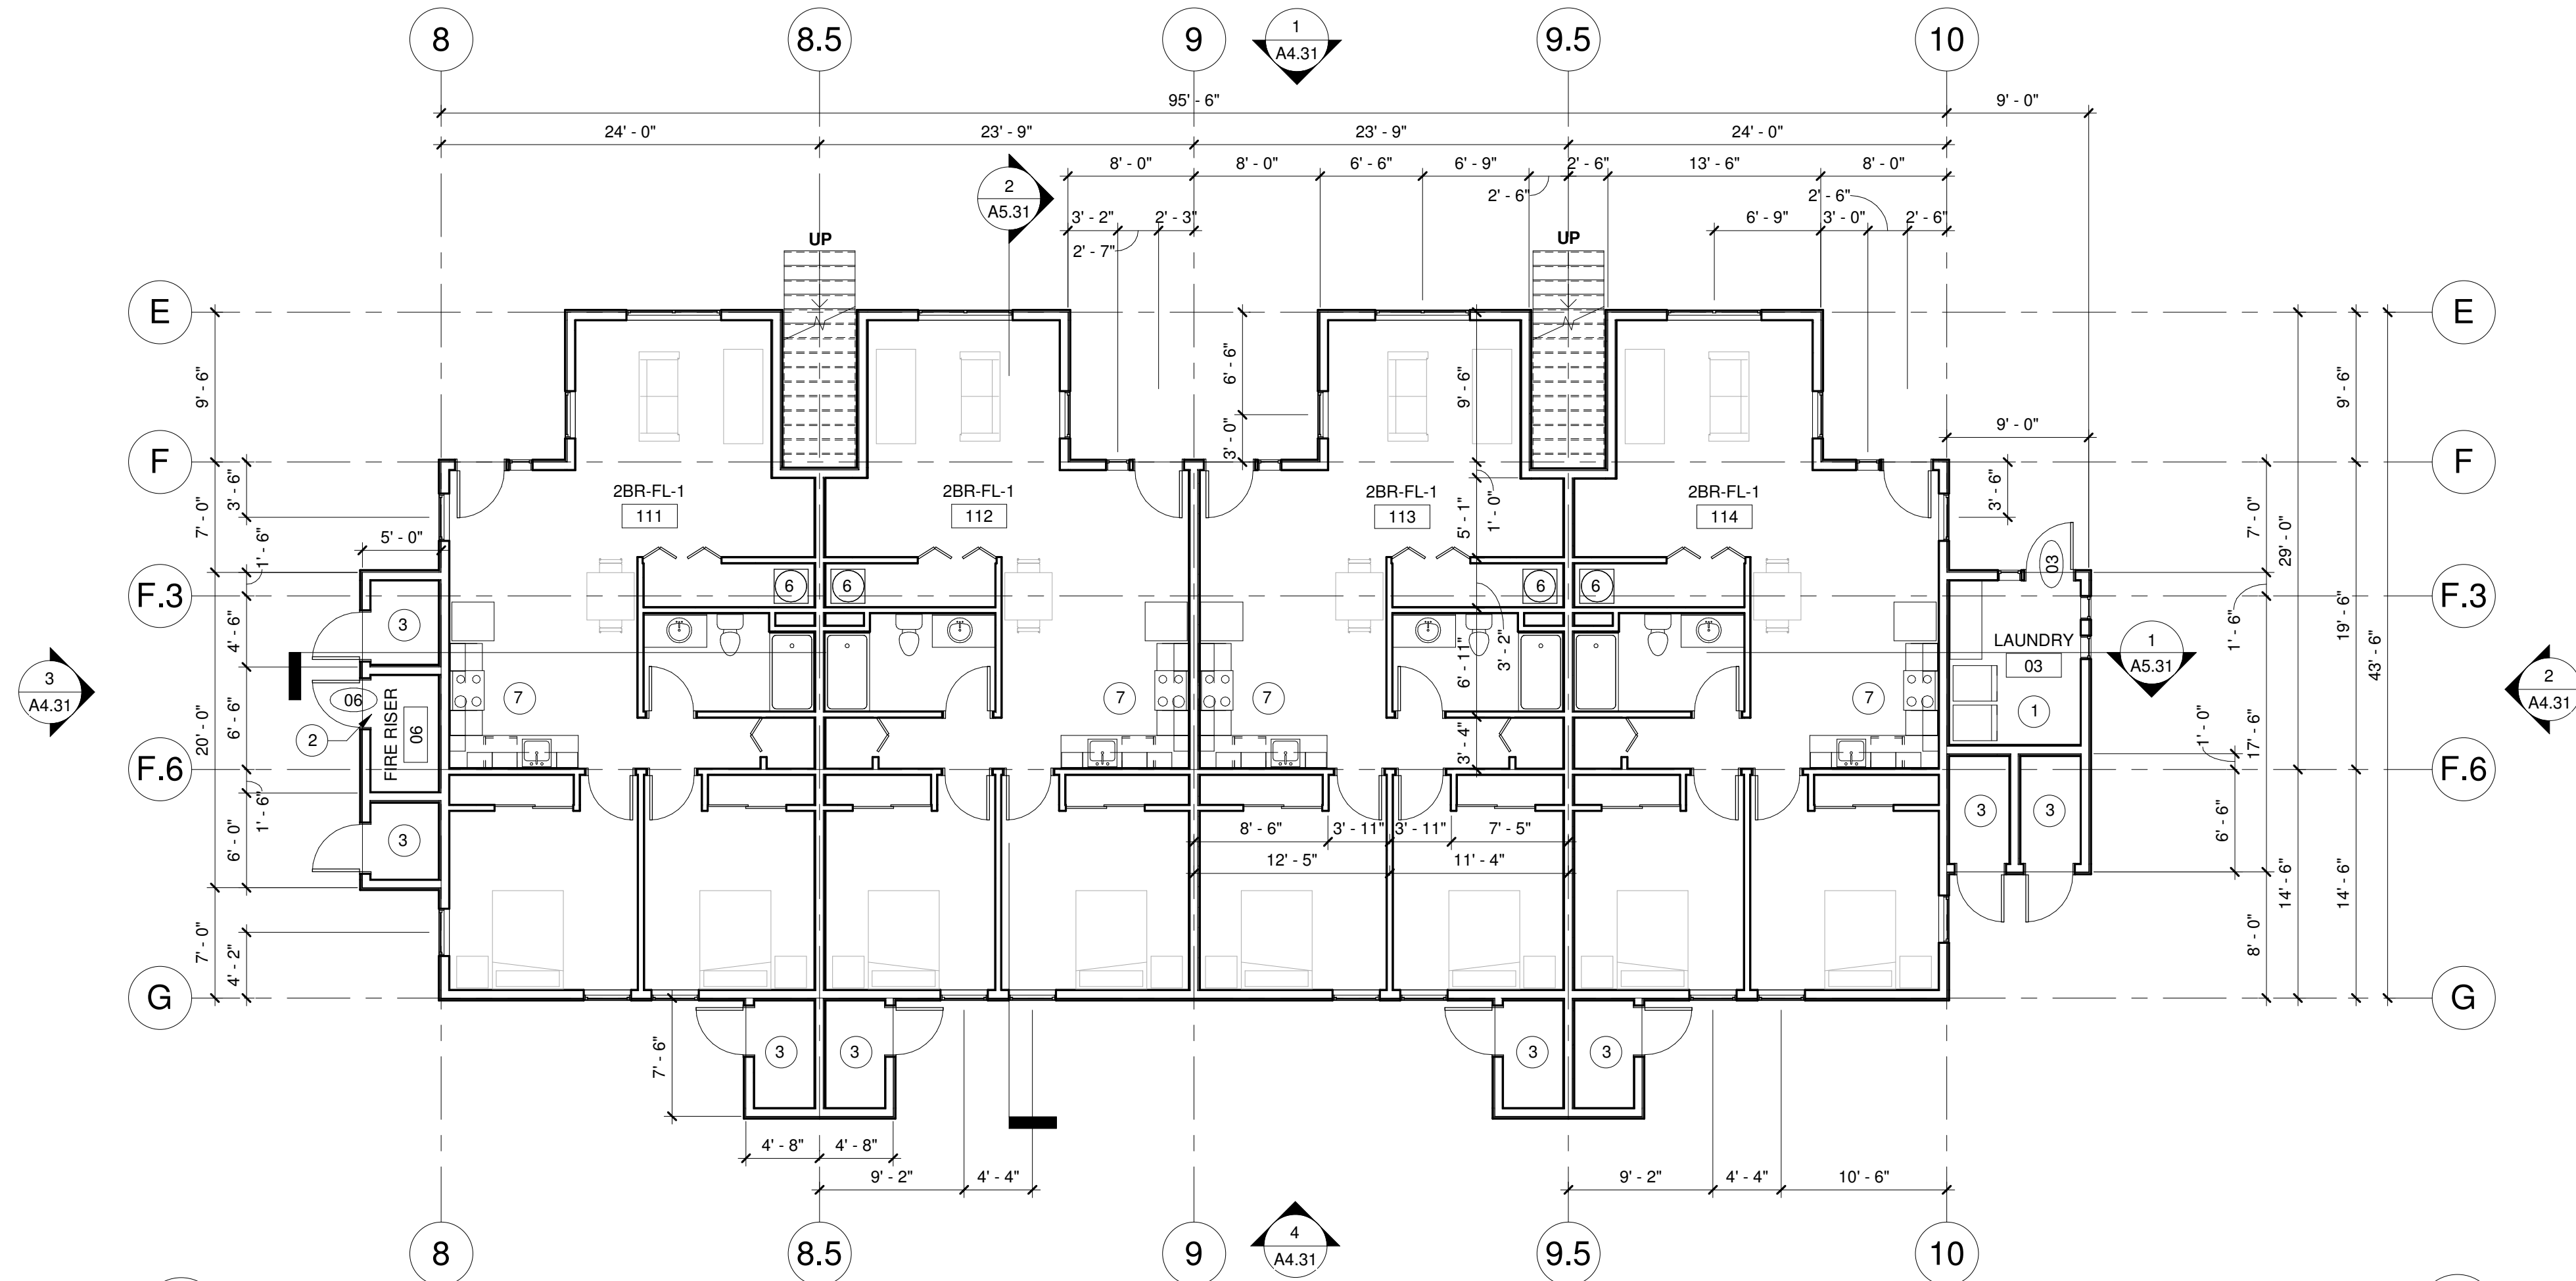 8
8.5
9
9.5
10
1
A4.31
95' - 6"
9' - 0"
24' - 0"
23' - 9"
23' - 9"
24' - 0"
8' - 0"
8' - 0"
6' - 6"
6' - 9"
2' - 6"
13' - 6"
8' - 0"
2
A5.31
2' - 6"
2' - 6"
3' - 2"
2' - 3"
6' - 9"
3' - 0"
2' - 6"
2' - 7"
UP
UP
E
E
9' - 6"
6' - 6"
3' - 0"
9' - 6"
9' - 6"
9' - 0"
F
F
3' - 6"
7' - 0"
1' - 6"
5' - 0"
2BR-FL-1
111
2BR-FL-1
112
2BR-FL-1
113
2BR-FL-1
114
5' - 1"
1' - 0"
3' - 6"
7' - 0"
29' - 0"
03
6
6
6
6
F.3
F.3
3
4' - 6"
6' - 11"
3' - 2"
LAUNDRY
03
1
1' - 6"
19' - 6"
43' - 6"
1
A5.31
3
A4.31
2
A4.31
06
FIRE RISER
06
2
7
7
7
7
6' - 6"
20' - 0"
3' - 4"
1' - 0"
17' - 6"
F.6
F.6
1' - 6"
6' - 0"
3
3
3
8' - 6"
3' - 11"
3' - 11"
7' - 5"
12' - 5"
11' - 4"
6' - 6"
14' - 6"
14' - 6"
7' - 0"
4' - 2"
8' - 0"
G
G
7' - 6"
3
3
3
3
4' - 8"
4' - 8"
9' - 2"
4' - 4"
9' - 2"
4' - 4"
10' - 6"
8
8.5
9
4
A4.31
9.5
10